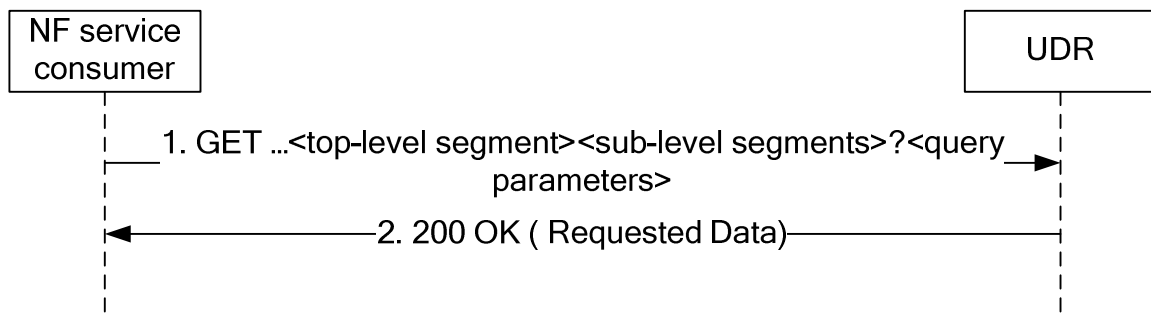 NF service
consumer
UDR
1. GET ...<top-level segment><sub-level segments>?<query
parameters>
2. 200 OK ( Requested Data)